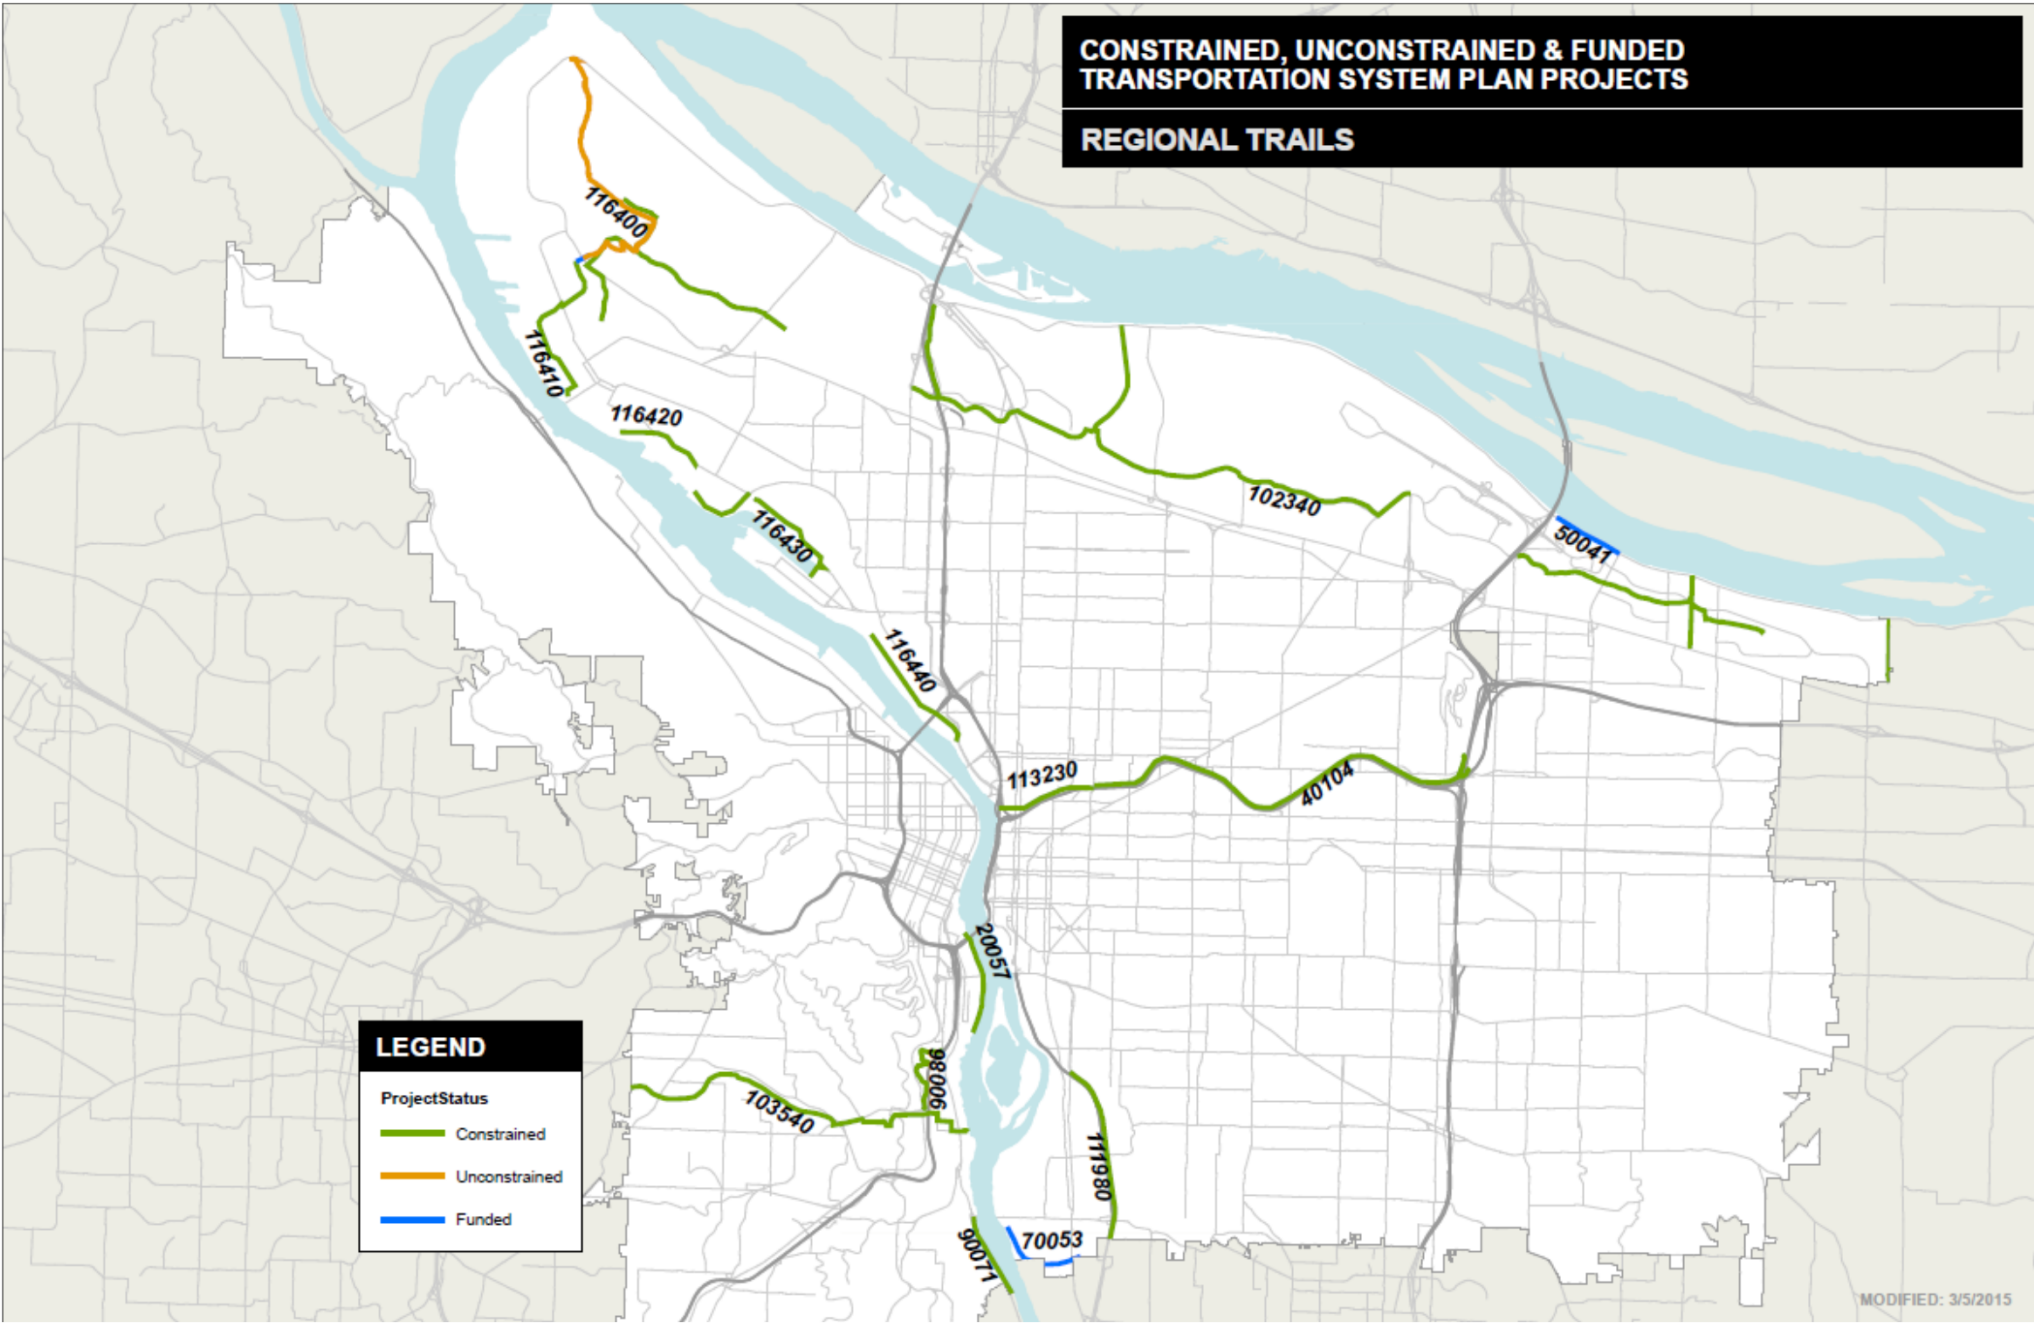 CONSTRAINED, UNCONSTRAINED & FUNDED
TRANSPORTATION SYSTEM PLAN PROJECTS
REGIONAL TRAILS
116400
116410
116420
102340
116430
50041
116440
113230
40104
20057
90086
103540
111980
70053
90071
LEGEND
ProjectStatus
Constrained
Unconstrained
Funded
MODIFIED: 3/5/2015